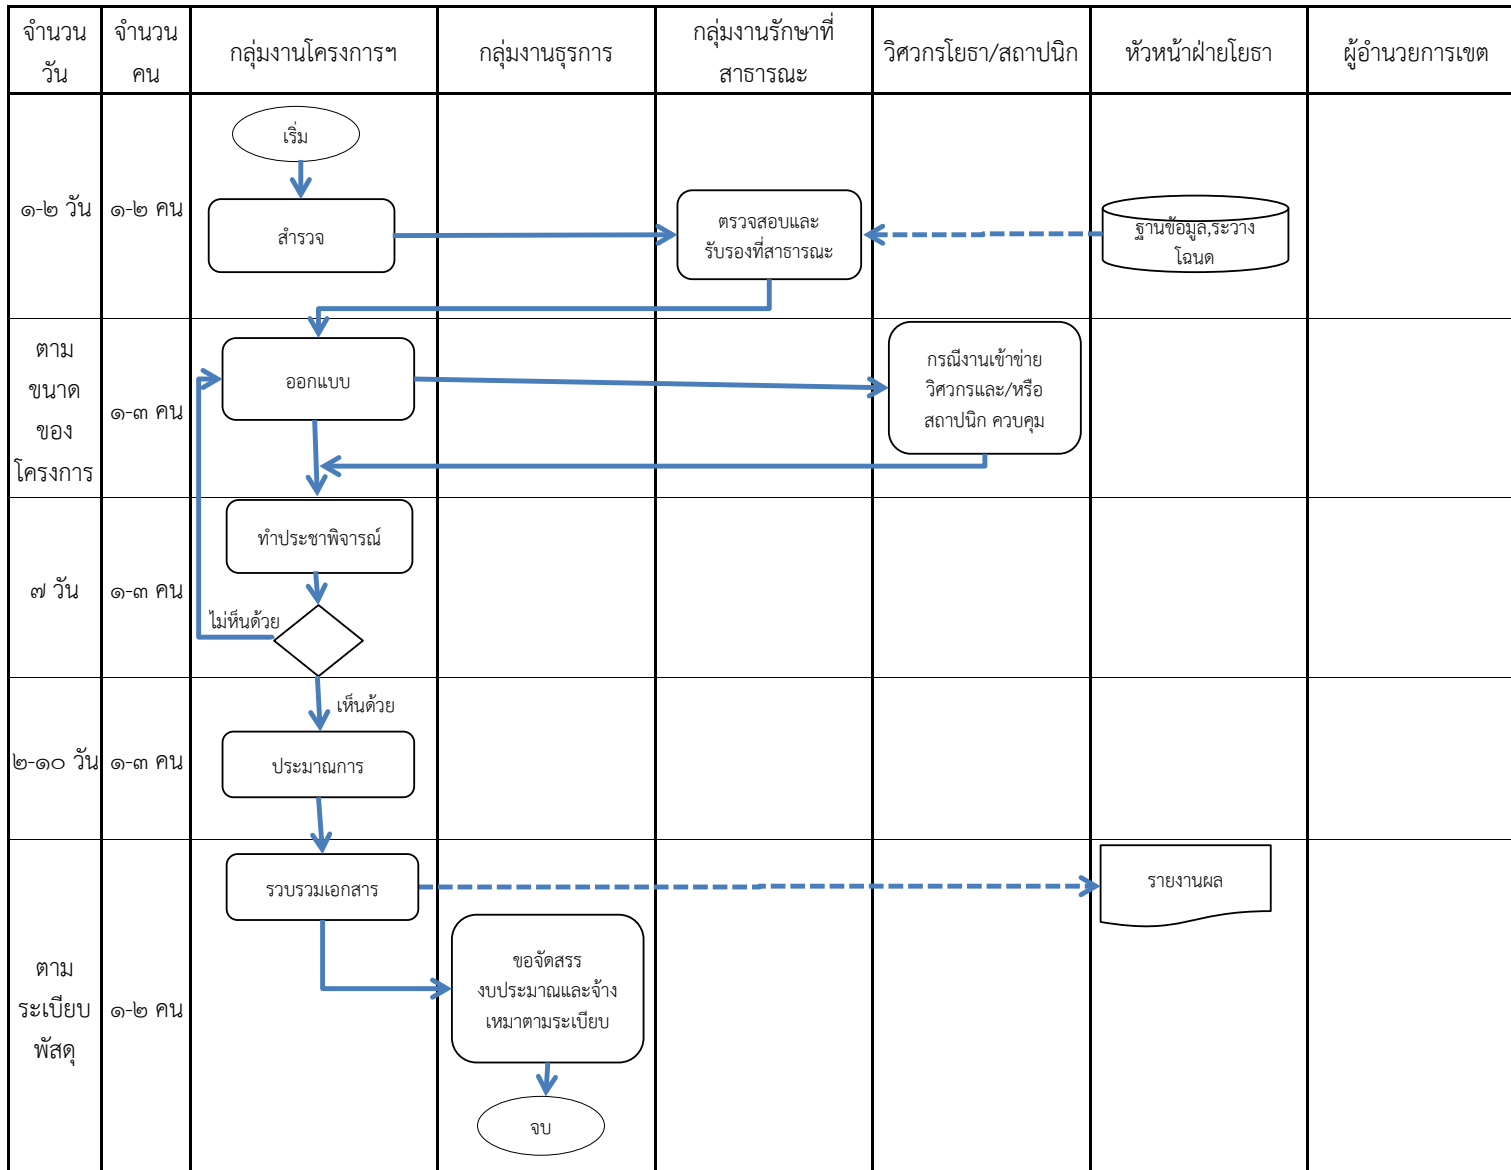 จำนวน
วัน
จำนวน
คน
กลุ่มงานโครงการฯ
กลุ่มงานธุรการ
กลุ่มงานรักษาที่
สาธารณะ
วิศวกรโยธา/สถาปนิก
หัวหน้าฝ่ายโยธา
ผู้อำนวยการเขต
เริ่ม
๑-๒ วัน
๑-๒ คน
สำรวจ
ตรวจสอบและ
รับรองที่สาธารณะ
ฐานข้อมูล,ระวาง
โฉนด
ตาม
ขนาด
ของ
โครงการ
๑-๓ คน
ออกแบบ
กรณีงานเข้าข่าย
วิศวกรและ/หรือ
สถาปนิก ควบคุม
๗ วัน
๑-๓ คน
ทำประชาพิจารณ์
ไม่ห็นด้วย
เห็นด้วย
๒-๑๐ วัน
๑-๓ คน
ประมาณการ
รวบรวมเอกสาร
รายงานผล
ตาม
ระเบียบ
พัสดุ
๑-๒ คน
ขอจัดสรร
งบประมาณและจ้าง
เหมาตามระเบียบ
จบ